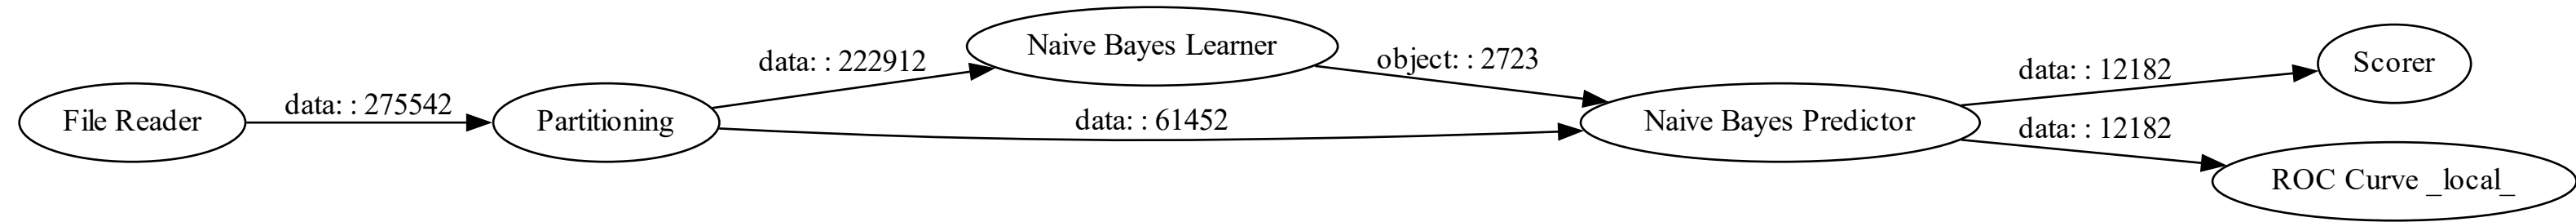 File Reader
data: : 275542
Partitioning
data: : 222912
data: : 61452
Naive Bayes Learner
object: : 2723
Naive Bayes Predictor
data: : 12182
data: : 12182
Scorer
ROC Curve _local_